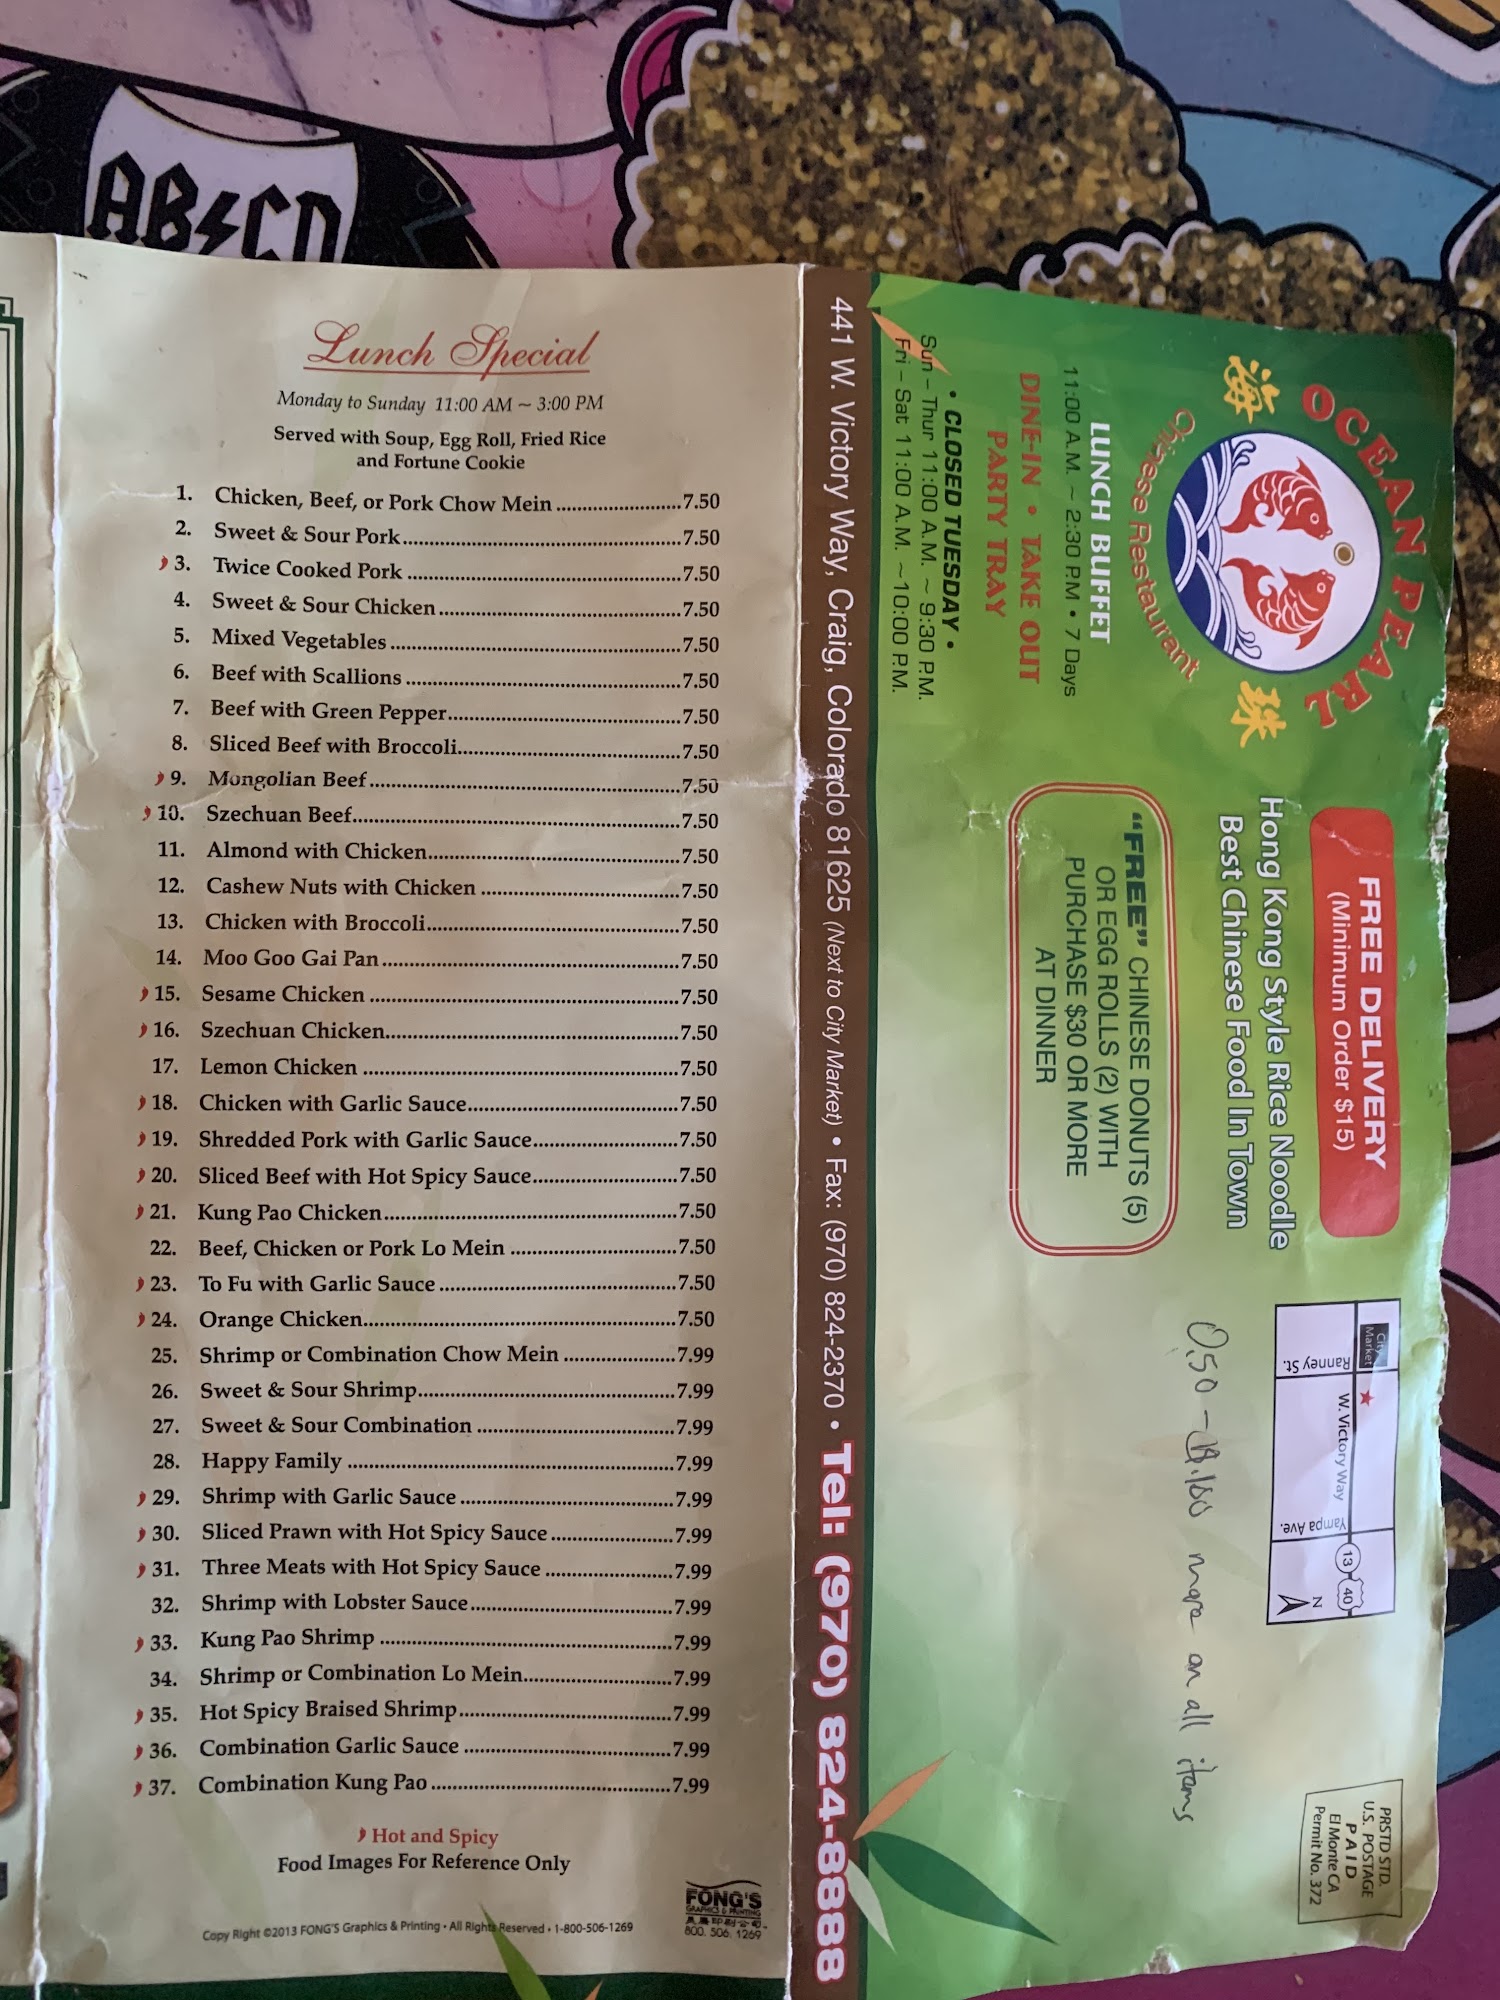 AB⚡CD
Lunch Special
Monday to Sunday 11:00 AM ~ 3:00 PM
Served with Soup, Egg Roll, Fried Rice
and Fortune Cookie
1. Chicken, Beef, or Pork Chow Mein 7.50
2. Sweet & Sour Pork 7.50
3. Twice Cooked Pork 7.50
4. Sweet & Sour Chicken 7.50
5. Mixed Vegetables 7.50
6. Beef with Scallions 7.50
7. Beef with Green Pepper 7.50
8. Sliced Beef with Broccoli 7.50
9. Mongolian Beef 7.50
10. Szechuan Beef 7.50
11. Almond with Chicken 7.50
12. Cashew Nuts with Chicken 7.50
13. Chicken with Broccoli 7.50
14. Moo Goo Gai Pan 7.50
15. Sesame Chicken 7.50
16. Szechuan Chicken 7.50
17. Lemon Chicken 7.50
18. Chicken with Garlic Sauce 7.50
19. Shredded Pork with Garlic Sauce 7.50
20. Sliced Beef with Hot Spicy Sauce 7.50
21. Kung Pao Chicken 7.50
22. Beef, Chicken or Pork Lo Mein 7.50
23. To Fu with Garlic Sauce 7.50
24. Orange Chicken 7.50
25. Shrimp or Combination Chow Mein 7.99
26. Sweet & Sour Shrimp 7.99
27. Sweet & Sour Combination 7.99
28. Happy Family 7.99
29. Shrimp with Garlic Sauce 7.99
30. Sliced Prawn with Hot Spicy Sauce 7.99
31. Three Meats with Hot Spicy Sauce 7.99
32. Shrimp with Lobster Sauce 7.99
33. Kung Pao Shrimp 7.99
34. Shrimp or Combination Lo Mein 7.99
35. Hot Spicy Braised Shrimp 7.99
36. Combination Garlic Sauce 7.99
37. Combination Kung Pao 7.99
Hot and Spicy
Food Images For Reference Only
Copy Right ©2013 FONG'S Graphics & Printing • All Rights Reserved • 1-800-506-1269
FONG'S
GRAPHICS & PRINTING
800. 506. 1269
441 W. Victory Way, Craig, Colorado 81625 (Next to City Market) • Fax: (970) 824-2370 • Tel: (970) 824-8888
OCEAN PEARL
海 珠
Chinese Restaurant
LUNCH BUFFET
11:00 A.M. ~ 2:30 P.M • 7 Days
DINE-IN • TAKE OUT
PARTY TRAY
• CLOSED TUESDAY •
Sun – Thur 11:00 A.M. ~ 9:30 P.M.
Fri – Sat 11:00 A.M. ~10:00 P.M.
FREE DELIVERY
(Minimum Order $15)
Hong Kong Style Rice Noodle
Best Chinese Food In Town
"FREE" CHINESE DONUTS (5)
OR EGG ROLLS (2) WITH
PURCHASE $30 OR MORE
AT DINNER
City
Market
Ranney St.
W. Victory Way
Yampa Ave.
13
40
N
0.50 - more on all items
PRSTD STD.
U.S. POSTAGE
PAID
El Monte CA
Permit No. 372